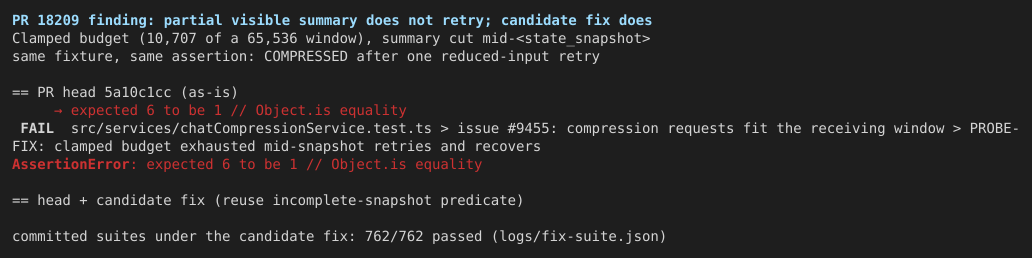 PR 18209 finding: partial visible summary does not retry; candidate fix does
Clamped budget (10,707 of a 65,536 window), summary cut mid-<state_snapshot>
same fixture, same assertion: COMPRESSED after one reduced-input retry
== PR head 5a10c1cc (as-is)
→ expected 6 to be 1 // Object.is equality
FAIL  src/services/chatCompressionService.test.ts > issue #9455: compression requests fit the receiving window > PROBE-
FIX: clamped budget exhausted mid-snapshot retries and recovers
AssertionError: expected 6 to be 1 // Object.is equality
== head + candidate fix (reuse incomplete-snapshot predicate)
committed suites under the candidate fix: 762/762 passed (logs/fix-suite.json)